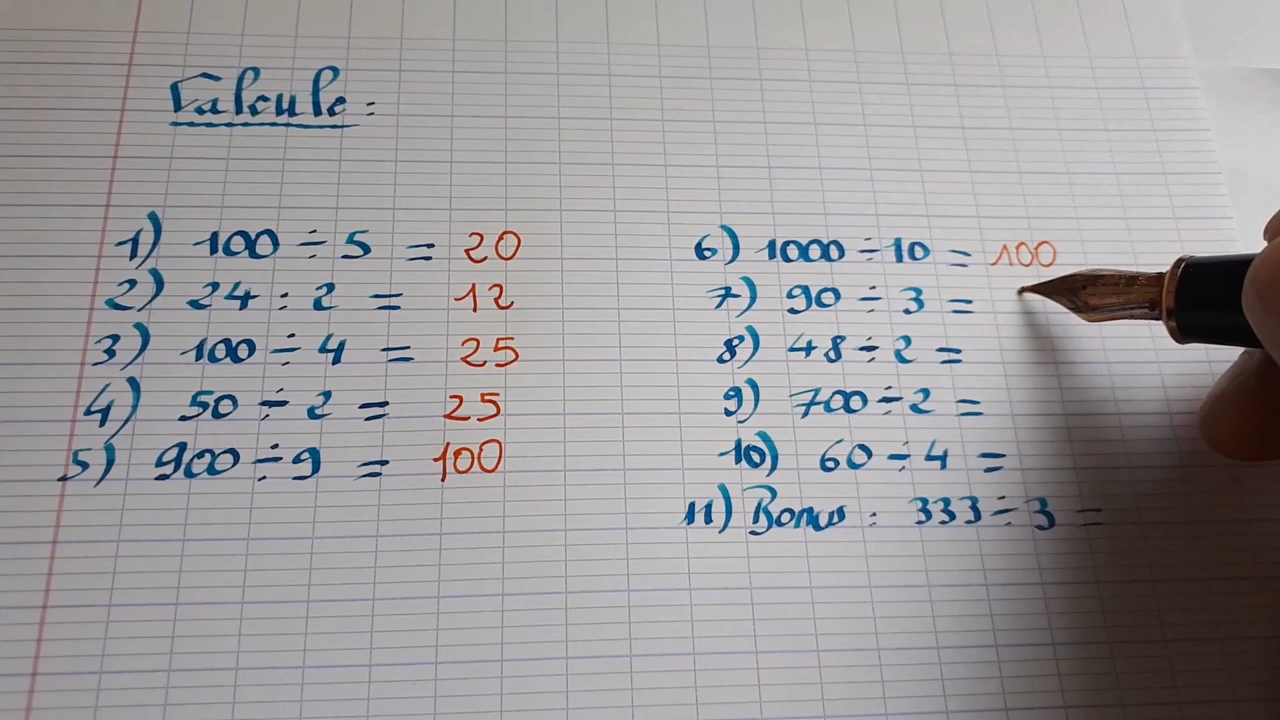 Calcule :
1) 100 ÷ 5 = 20
2) 24 : 2 = 12
3) 100 ÷ 4 = 25
4) 50 ÷ 2 = 25
5) 900 ÷ 9 = 100
6) 1000 ÷ 10 = 100
7) 90 ÷ 3 =
8) 48 ÷ 2 =
9) 700 ÷ 2 =
10) 60 ÷ 4 =
11) Bonus : 333 ÷ 3 =